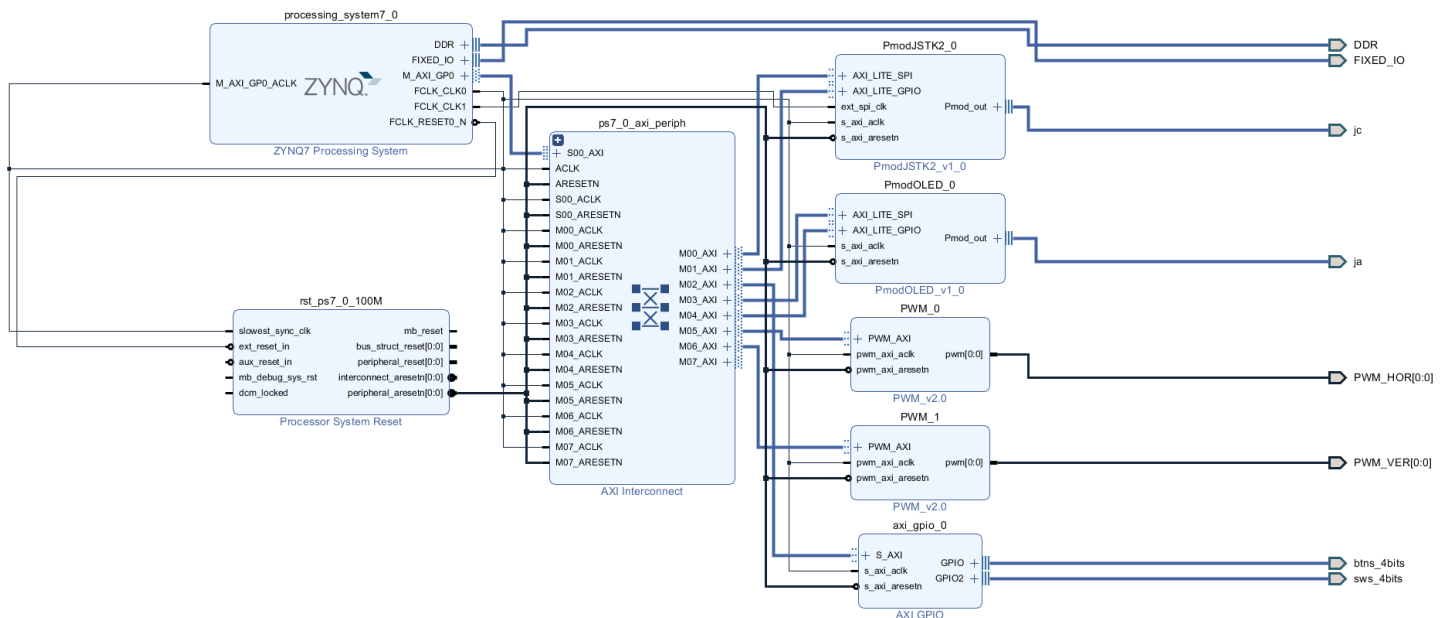 processing_system7_0
DDR
FIXED_IO
M_AXI_GP0
FCLK_CLK0
FCLK_CLK1
FCLK_RESET0_N
M_AXI_GP0_ACLK
ZYNQ
ZYNQ7 Processing System
rst_ps7_0_100M
slowest_sync_clk
ext_reset_in
aux_reset_in
mb_debug_sys_rst
dcm_locked
mb_reset
bus_struct_reset[0:0]
peripheral_reset[0:0]
interconnect_aresetn[0:0]
peripheral_aresetn[0:0]
Processor System Reset
ps7_0_axi_periph
S00_AXI
ACLK
ARESETN
S00_ACLK
S00_ARESETN
M00_ACLK
M00_ARESETN
M01_ACLK
M01_ARESETN
M02_ACLK
M02_ARESETN
M03_ACLK
M03_ARESETN
M04_ACLK
M04_ARESETN
M05_ACLK
M05_ARESETN
M06_ACLK
M06_ARESETN
M07_ACLK
M07_ARESETN
M00_AXI
M01_AXI
M02_AXI
M03_AXI
M04_AXI
M05_AXI
M06_AXI
M07_AXI
AXI Interconnect
PmodJSTK2_0
AXI_LITE_SPI
AXI_LITE_GPIO
ext_spi_clk
s_axi_aclk
s_axi_aresetn
Pmod_out
PmodJSTK2_v1_0
PmodOLED_0
AXI_LITE_SPI
AXI_LITE_GPIO
s_axi_aclk
s_axi_aresetn
Pmod_out
PmodOLED_v1_0
PWM_0
PWM_AXI
pwm_axi_aclk
pwm_axi_aresetn
pwm[0:0]
PWM_v2.0
PWM_1
PWM_AXI
pwm_axi_aclk
pwm_axi_aresetn
pwm[0:0]
PWM_v2.0
axi_gpio_0
S_AXI
s_axi_aclk
s_axi_aresetn
GPIO
GPIO2
AXI GPIO
DDR
FIXED_IO
jc
ja
PWM_HOR[0:0]
PWM_VER[0:0]
btns_4bits
sws_4bits